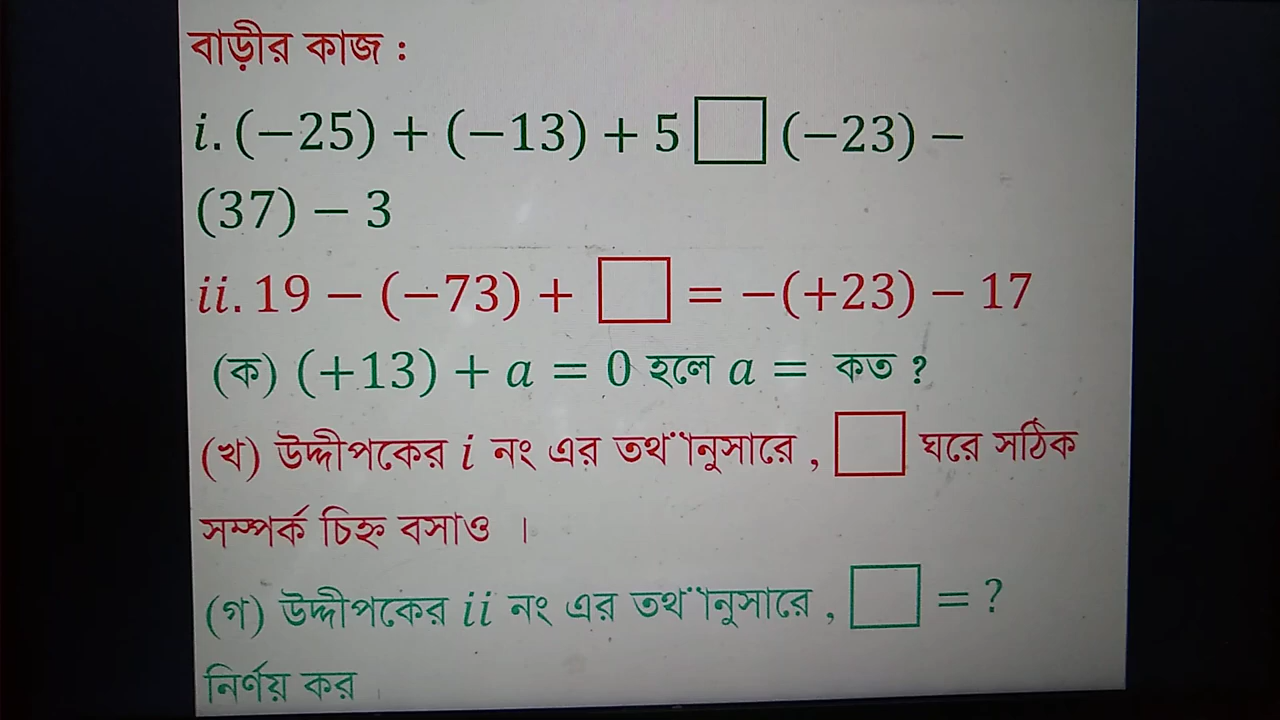 বাড়ীর কাজ :
i. (−25) + (−13) + 5 □ (−23) −
(37) − 3
ii. 19 − (−73) + □ = −(+23) − 17
(ক) (+13) + a = 0 হলে a = কত ?
(খ) উদ্দীপকের i নং এর তথ্যানুসারে , □ ঘরে সঠিক
সম্পর্ক চিহ্ন বসাও ।
(গ) উদ্দীপকের ii নং এর তথ্যানুসারে , □ = ?
নির্ণয় কর